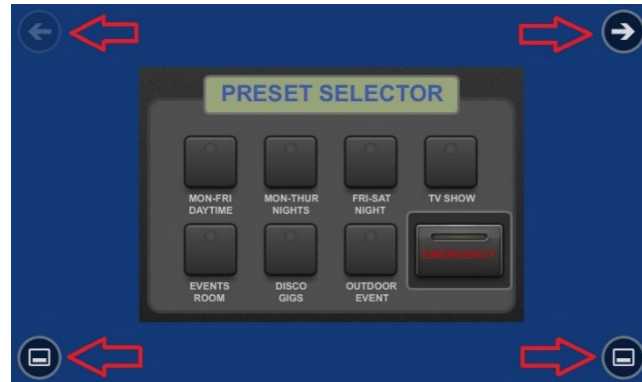 PRESET SELECTOR
MON-FRI
DAYTIME
MON-THUR
NIGHTS
FRI-SAT
NIGHT
TV SHOW
EMERGENCY
EVENTS
ROOM
DISCO
GIGS
OUTDOOR
EVENT